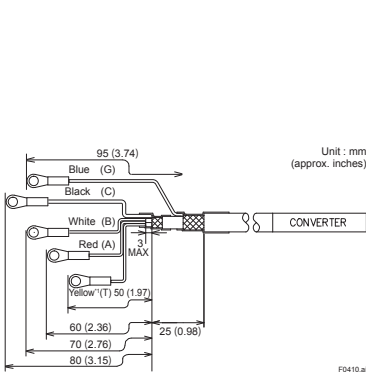 95 (3.74)
Unit : mm
(approx. inches)
Blue (G)
Black (C)
White (B)
CONVERTER
Red (A)
3
MAX
Yellow*1(T) 50 (1.97)
60 (2.36)
25 (0.98)
70 (2.76)
80 (3.15)
F0410.ai